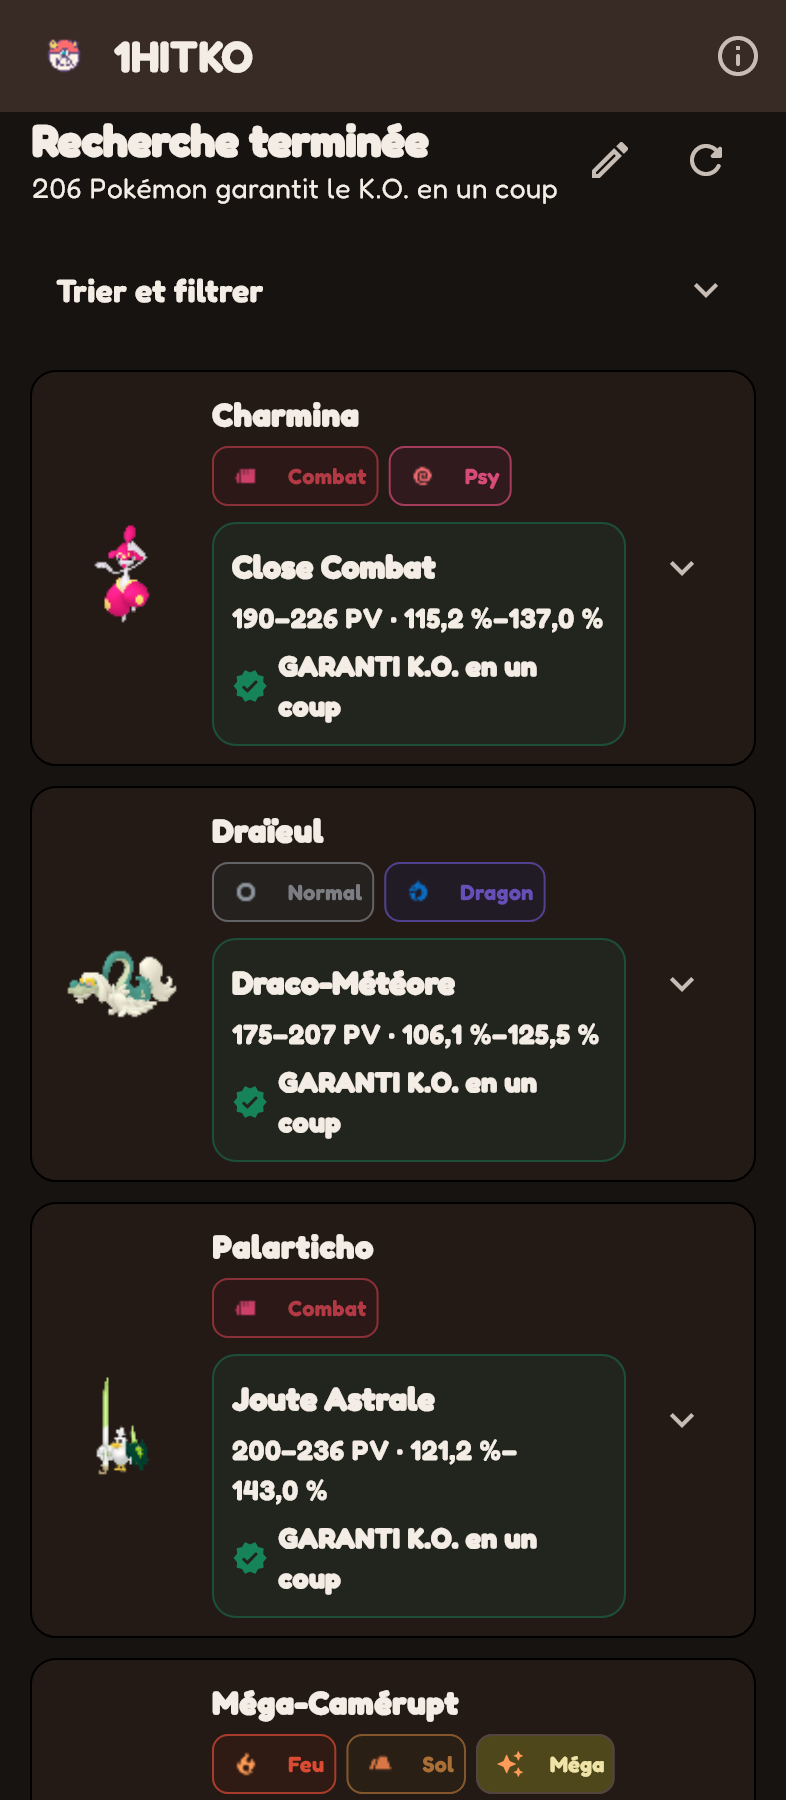 1HITKO
Recherche terminée
206 Pokémon garantit le K.O. en un coup
Trier et filtrer
Charmina
Combat
Psy
Close Combat
190–226 PV · 115,2 %–137,0 %
GARANTI K.O. en un
coup
Draïeul
Normal
Dragon
Draco-Météore
175–207 PV · 106,1 %–125,5 %
GARANTI K.O. en un
coup
Palarticho
Combat
Joute Astrale
200–236 PV · 121,2 %–
143,0 %
GARANTI K.O. en un
coup
Méga-Camérupt
Feu
Sol
Méga